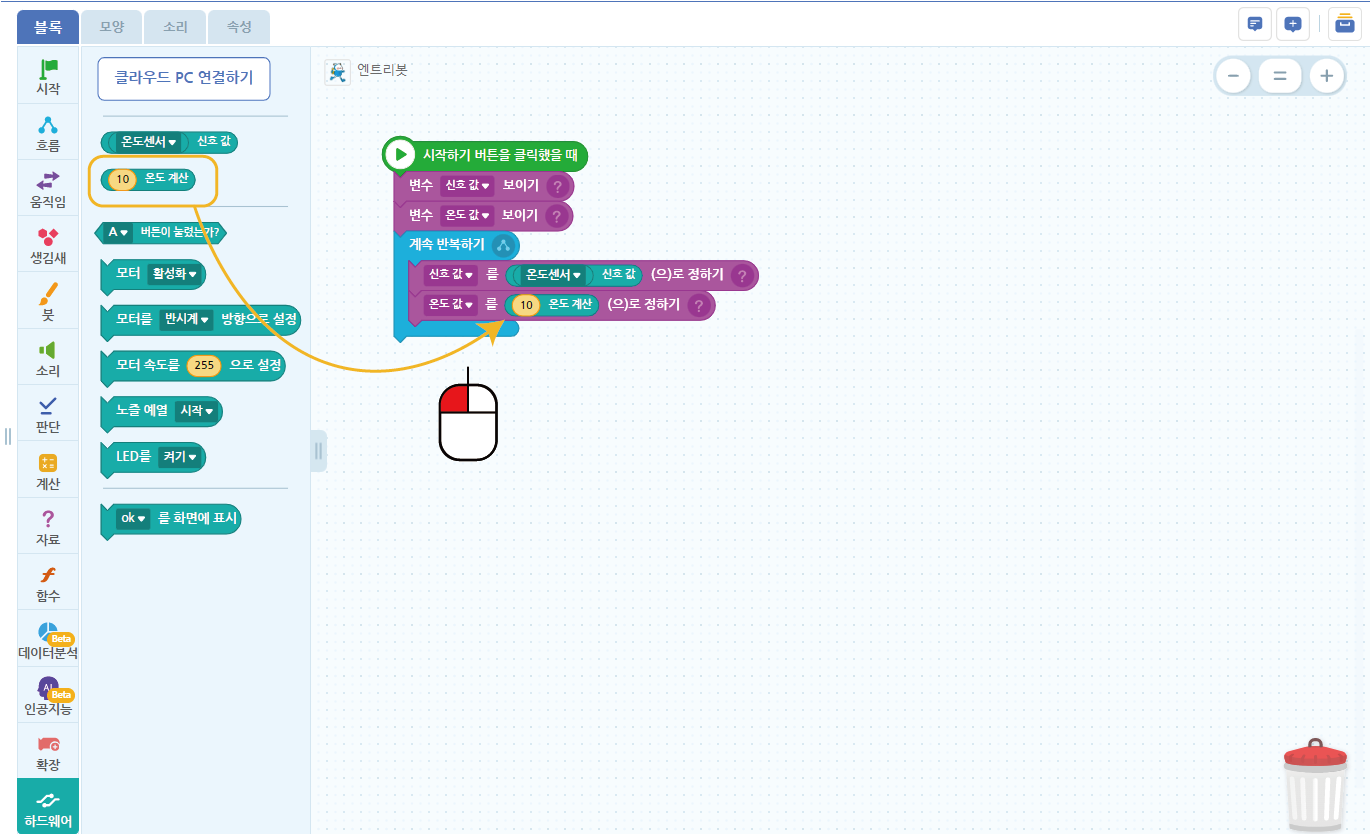 블록
모양
소리
속성
시작
흐름
움직임
생김새
붓
소리
판단
계산
자료
함수
Beta
데이터분석
AI
Beta
인공지능
확장
하드웨어
클라우드 PC 연결하기
온도센서 신호 값
10 온도 계산
A 버튼이 눌렸는가?
모터 활성화
모터를 반시계 방향으로 설정
모터 속도를 255 으로 설정
노즐 예열 시작
LED를 켜기
ok 를 화면에 표시
엔트리봇
시작하기 버튼을 클릭했을 때
변수 신호 값 보이기 ?
변수 온도 값 보이기 ?
계속 반복하기
신호 값 를 온도센서 신호 값 (으)로 정하기 ?
온도 값 를 10 온도 계산 (으)로 정하기 ?